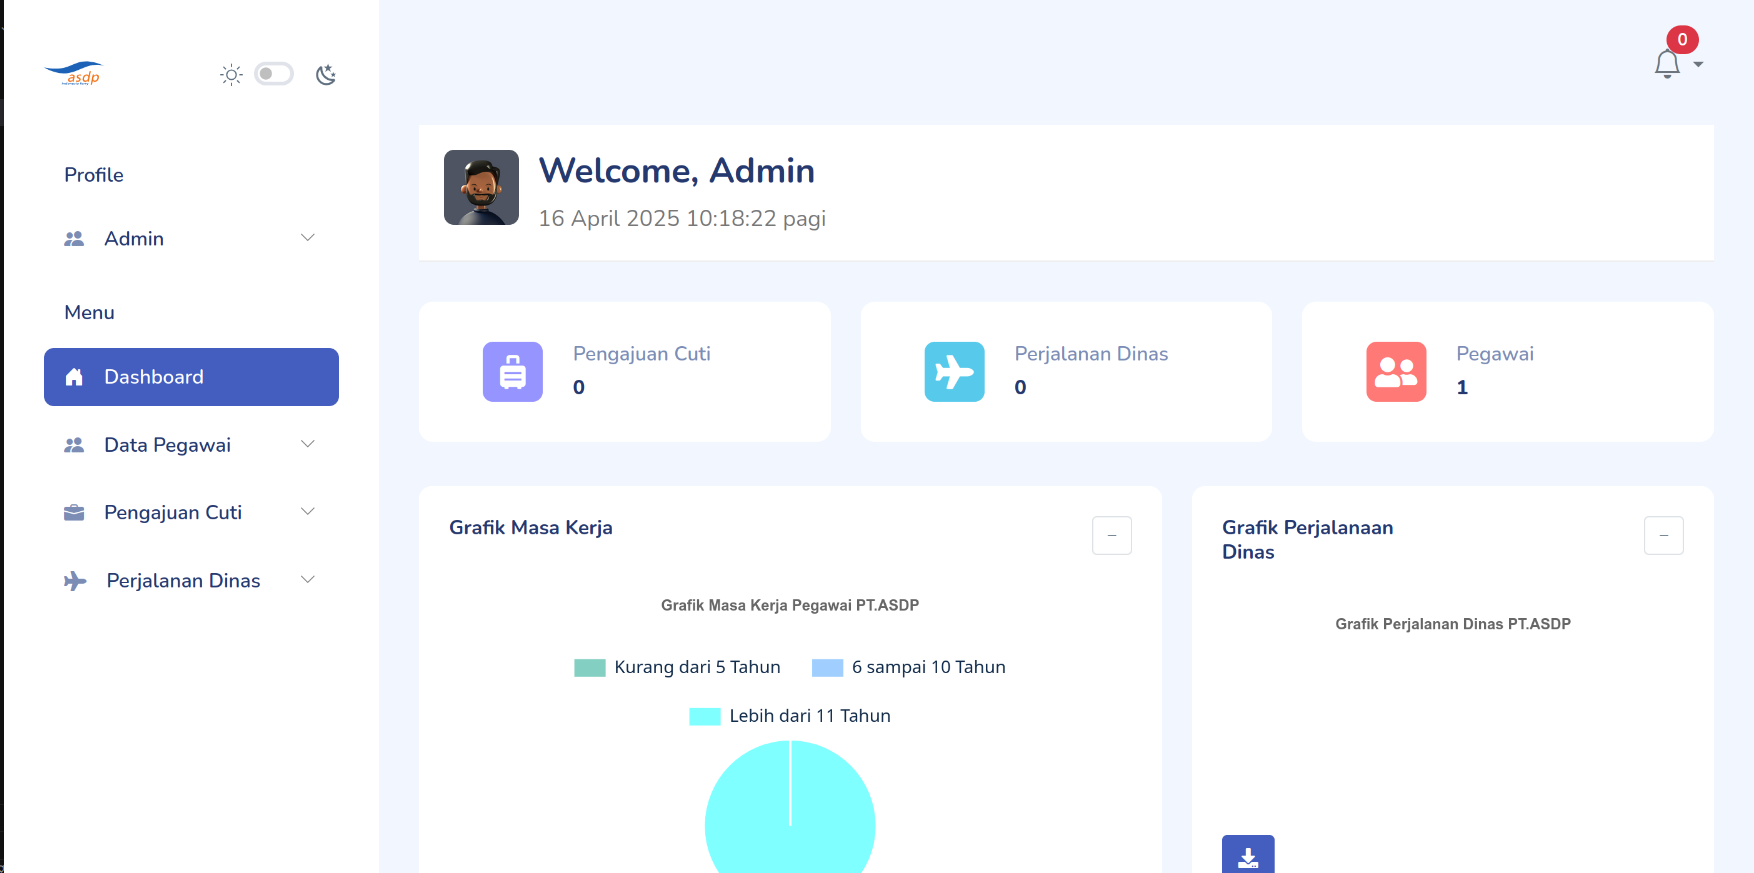 asdp
Profile
Admin
Menu
Dashboard
Data Pegawai
Pengajuan Cuti
Perjalanan Dinas
0
Welcome, Admin
16 April 2025 10:18:22 pagi
Pengajuan Cuti
0
Perjalanan Dinas
0
Pegawai
1
Grafik Masa Kerja
Grafik Masa Kerja Pegawai PT.ASDP
Kurang dari 5 Tahun
6 sampai 10 Tahun
Lebih dari 11 Tahun
Grafik Perjalanaan
Dinas
Grafik Perjalanan Dinas PT.ASDP